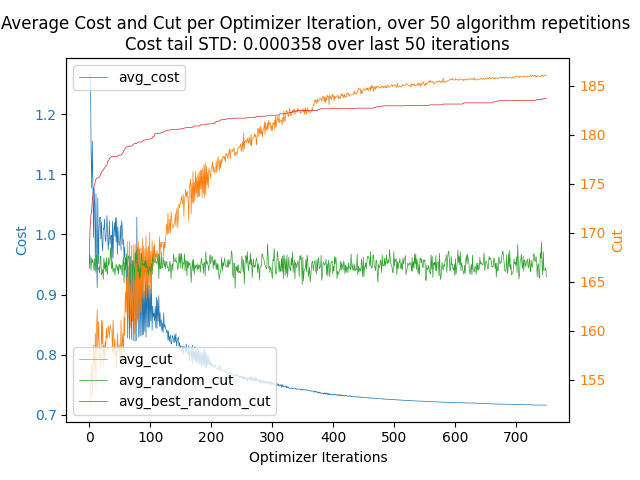 Average Cost and Cut per Optimizer Iteration, over 50 algorithm repetitions
Cost tail STD: 0.000358 over last 50 iterations
avg_cost
1.2
1.1
1.0
0.9
0.8
0.7
Cost
185
180
175
170
165
160
155
Cut
avg_cut
avg_random_cut
avg_best_random_cut
0 100 200 300 400 500 600 700
Optimizer Iterations